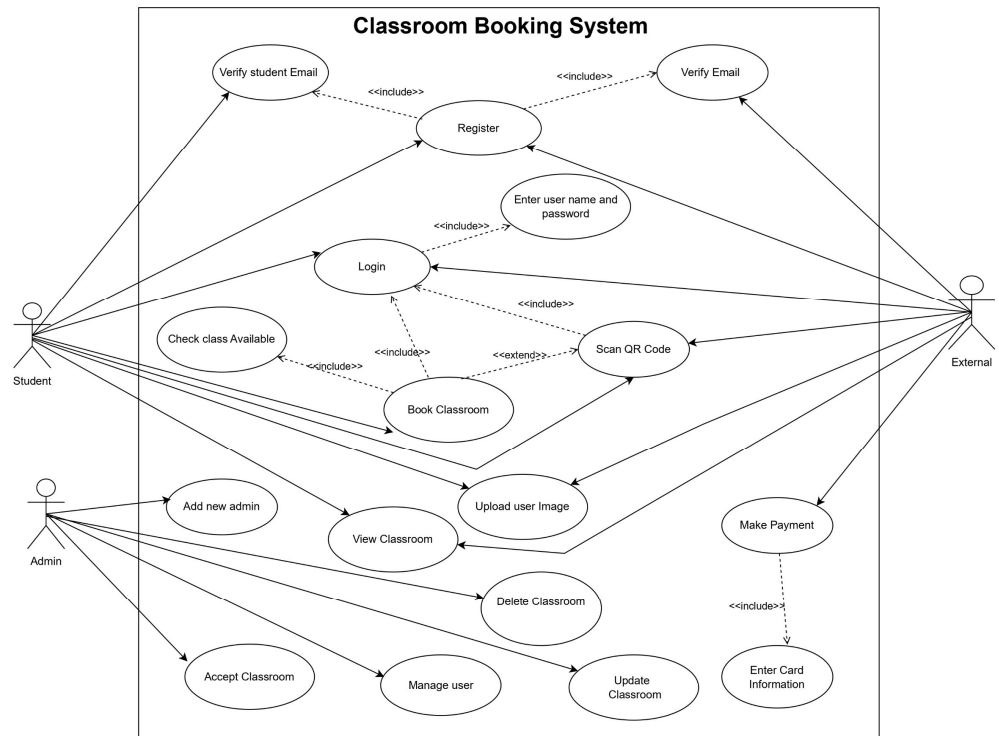 Classroom Booking System
Verify student Email
Verify Email
<<include>>
<<include>>
Register
Enter user name and
password
<<include>>
Login
<<include>>
Check class Available
<<include>>
<<extend>>
Scan QR Code
<<include>>
Student
External
Book Classroom
Add new admin
Upload user Image
Make Payment
View Classroom
Admin
Delete Classroom
<<include>>
Accept Classroom
Manage user
Update
Classroom
Enter Card
Information